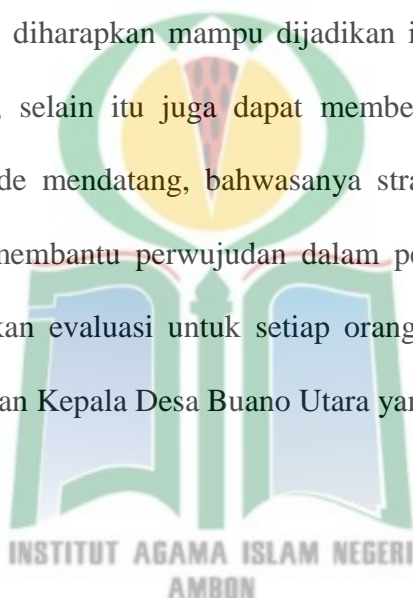 diharapkan mampu dijadikan i
selain itu juga dapat membe
de mendatang, bahwasanya stra
membantu perwujudan dalam pe
kan evaluasi untuk setiap orang
an Kepala Desa Buano Utara yan
INSTITUT AGAMA ISLAM NEGERI
AMBON